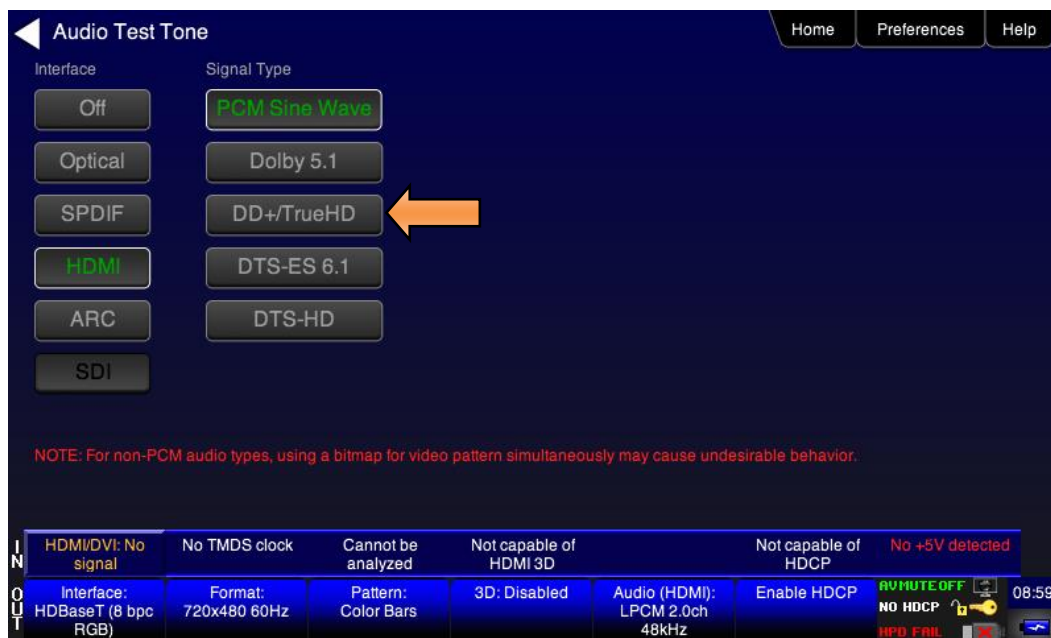 Audio Test Tone
Home
Preferences
Help
Interface
Signal Type
Off
PCM Sine Wave
Optical
Dolby 5.1
SPDIF
DD+/TrueHD
HDMI
DTS-ES 6.1
ARC
DTS-HD
SDI
NOTE: For non-PCM audio types, using a bitmap for video pattern simultaneously may cause undesirable behavior.
IN
HDMI/DVI: No
signal
No TMDS clock
Cannot be
analyzed
Not capable of
HDMI 3D
Not capable of
HDCP
No +5V detected
OUT
Interface:
HDBaseT (8 bpc
RGB)
Format:
720x480 60Hz
Pattern:
Color Bars
3D: Disabled
Audio (HDMI):
LPCM 2.0ch
48kHz
Enable HDCP
AVMUTE OFF
NO HDCP
HPD FAIL
08:59